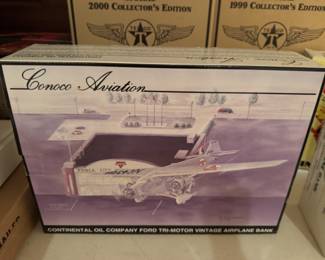 2000 COLLECTOR'S EDITION
1999 COLLECTOR'S EDITION
Conoco Aviation
CONTINENTAL OIL COMPANY FORD TRI-MOTOR VINTAGE AIRPLANE BANK